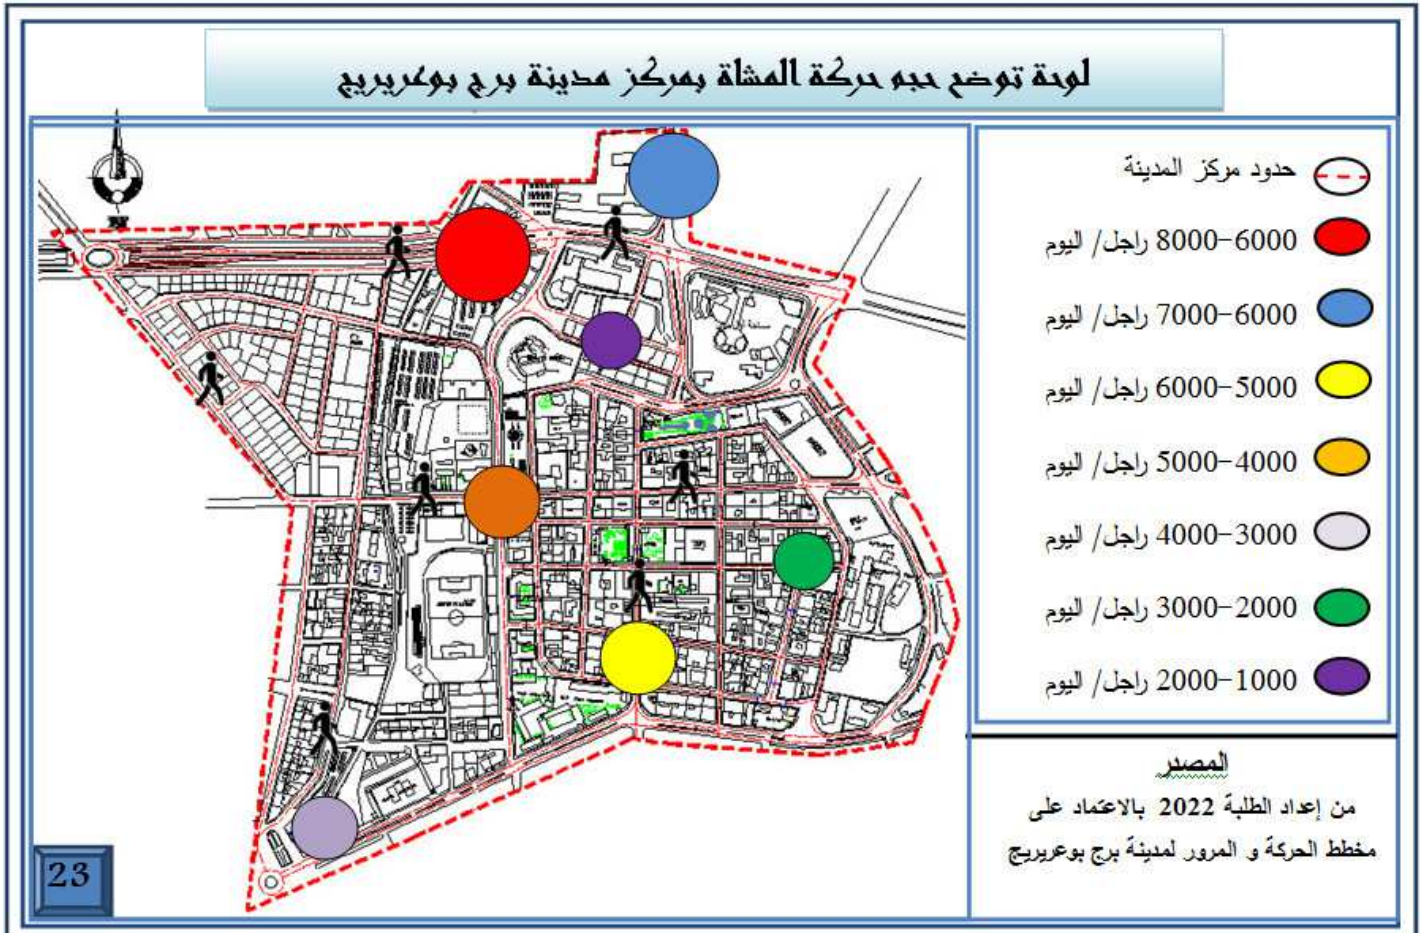 لوحة توضح حجم حركة المشاة بمركز مدينة برج بوعريريج
حدود مركز المدينة
8000-6000 راجل/ اليوم
7000-6000 راجل/ اليوم
6000-5000 راجل/ اليوم
5000-4000 راجل/ اليوم
4000-3000 راجل/ اليوم
3000-2000 راجل/ اليوم
2000-1000 راجل/ اليوم
المصدر
من إعداد الطلبة 2022 بالاعتماد على
مخطط الحركة و المرور لمدينة برج بوعريريج
23